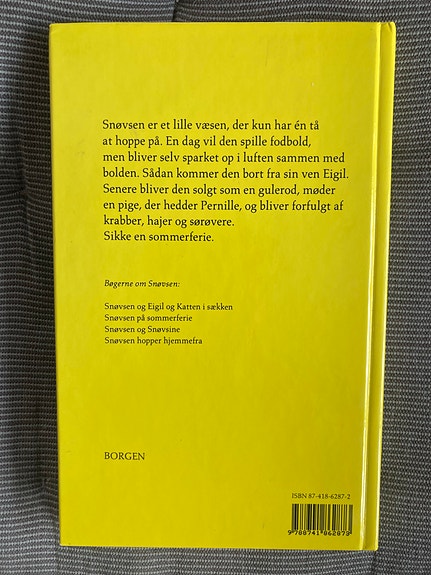 Snøvsen er et lille væsen, der kun har én tå
at hoppe på. En dag vil den spille fodbold,
men bliver selv sparket op i luften sammen med
bolden. Sådan kommer den bort fra sin ven Eigil.
Senere bliver den solgt som en gulerod, møder
en pige, der hedder Pernille, og bliver forfulgt af
krabber, hajer og sørøvere.
Sikke en sommerferie.
Bøgerne om Snøvsen:
Snøvsen og Eigil og Katten i sækken
Snøvsen på sommerferie
Snøvsen og Snøvsine
Snøvsen hopper hjemmefra
BORGEN
ISBN 87-418-6287-2
9 788741 862873